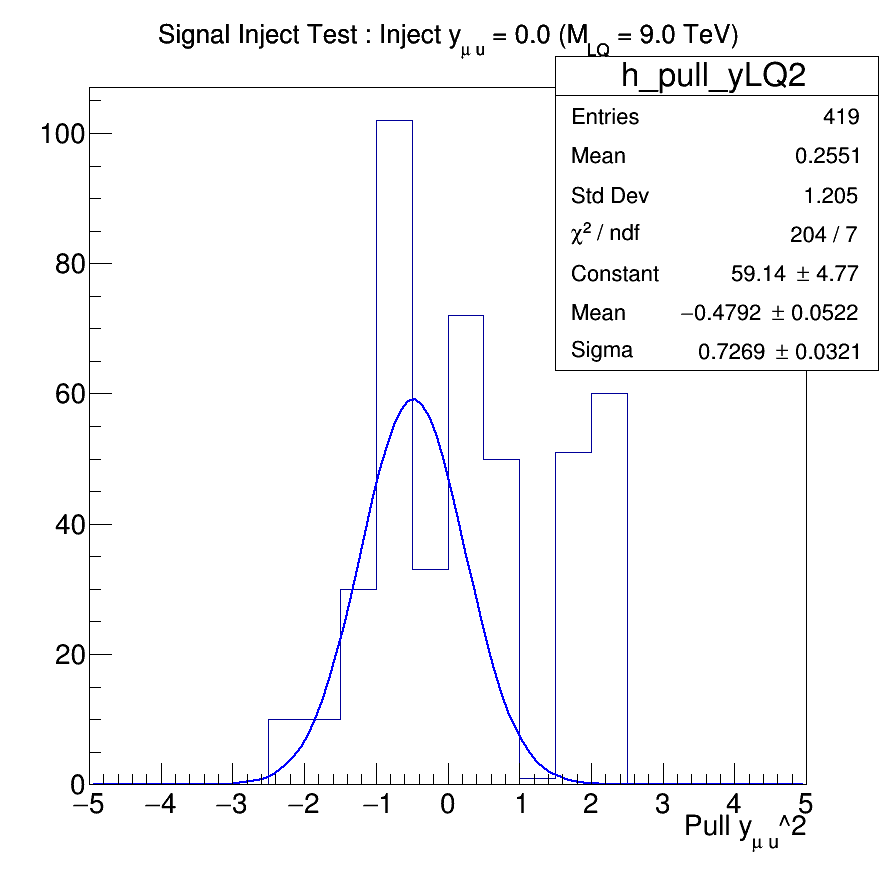 Signal Inject Test : Inject y_μ u = 0.0 (M_LQ = 9.0 TeV)
h_pull_yLQ2
Entries 419
Mean 0.2551
Std Dev 1.205
χ² / ndf 204 / 7
Constant 59.14 ± 4.77
Mean −0.4792 ± 0.0522
Sigma 0.7269 ± 0.0321
100
80
60
40
20
0
−5 −4 −3 −2 −1 0 1 2 3 4 5
Pull y_μ u^2